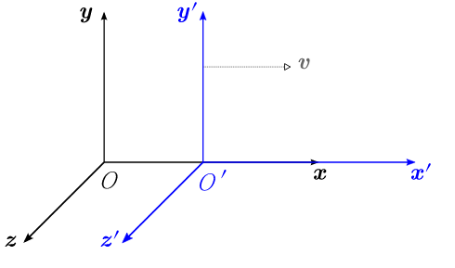 y y′
v
O O′ x x′
z z′